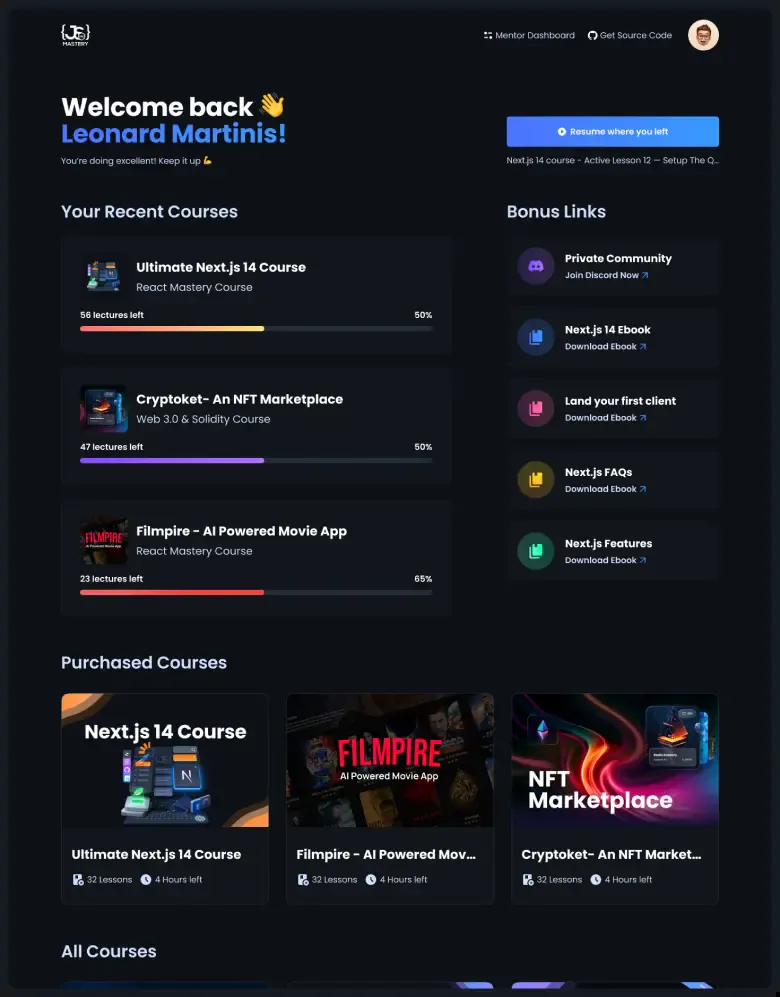 {JS}
MASTERY
Mentor Dashboard
Get Source Code
Welcome back 👋
Leonard Martinis!
You're doing excellent! Keep it up 💪
Resume where you left
Next.js 14 course - Active Lesson 12 — Setup The Q...
Your Recent Courses
Ultimate Next.js 14 Course
React Mastery Course
56 lectures left
50%
Cryptoket- An NFT Marketplace
Web 3.0 & Solidity Course
47 lectures left
50%
FILMPIRE
AI Powered Movie App
Filmpire - AI Powered Movie App
React Mastery Course
23 lectures left
65%
Bonus Links
Private Community
Join Discord Now
Next.js 14 Ebook
Download Ebook
Land your first client
Download Ebook
Next.js FAQs
Download Ebook
Next.js Features
Download Ebook
Purchased Courses
Next.js 14 Course
N
Ultimate Next.js 14 Course
32 Lessons
4 Hours left
FILMPIRE
AI Powered Movie App
Filmpire - AI Powered Mov...
32 Lessons
4 Hours left
NFT
Marketplace
Cryptoket- An NFT Market...
32 Lessons
4 Hours left
All Courses